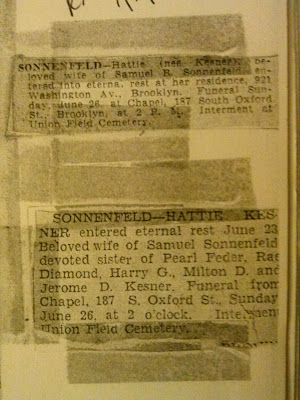 SONNENFELD—Hattie (nee Kesner), be-
loved wife of Samuel B. Sonnenfeld, en-
tered into eterna, rest at her residence, 921
Washington Av., Brooklyn. Funeral Sun-
day, June 26, at Chapel, 187 South Oxford
St., Brooklyn, at 2 P. M. Interment at
Union Field Cemetery.
SONNENFELD—HATTIE KES-
NER entered eternal rest June 23
Beloved wife of Samuel Sonnenfeld
devoted sister of Pearl Feder, Rae
Diamond, Harry G., Milton D. and
Jerome D. Kesner. Funeral from
Chapel, 187 S. Oxford St., Sunday
June 26, at 2 o'clock. Interment
Union Field Cemetery.